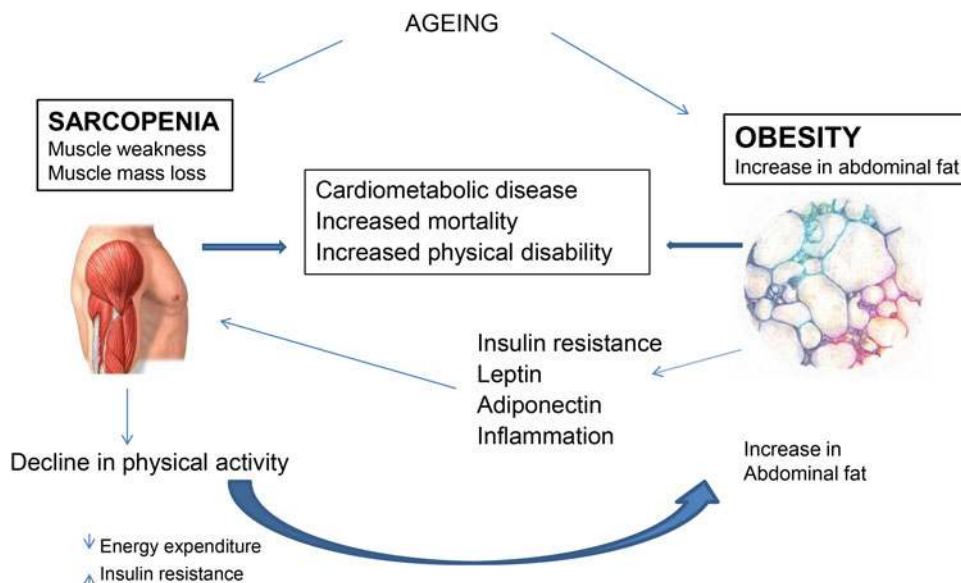 AGEING
SARCOPENIA
Muscle weakness
Muscle mass loss
OBESITY
Increase in abdominal fat
Cardiometabolic disease
Increased mortality
Increased physical disability
Insulin resistance
Leptin
Adiponectin
Inflammation
Decline in physical activity
Increase in
Abdominal fat
↓ Energy expenditure
↑ Insulin resistance